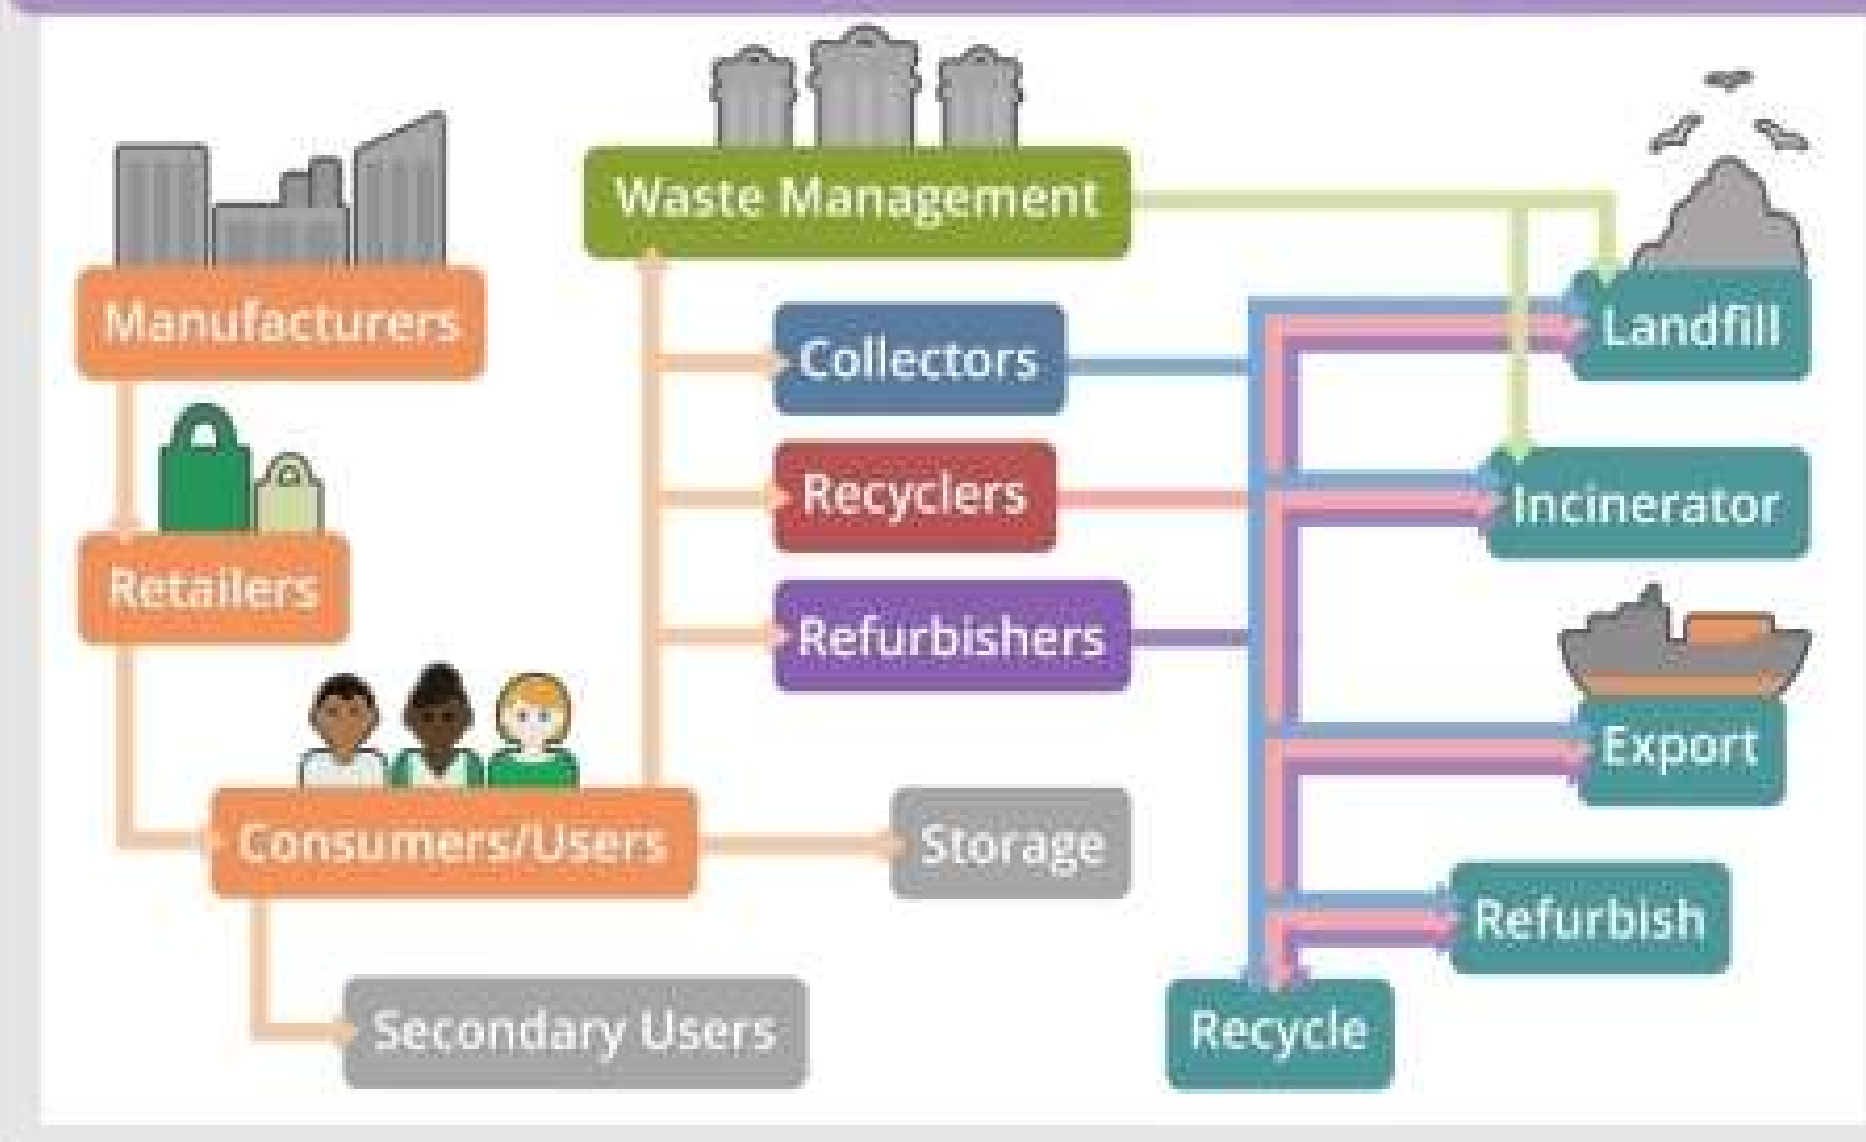 Waste Management
Manufacturers
Landfill
Collectors
Recyclers
Incinerator
Retailers
Refurbishers
Export
Consumers/Users
Storage
Refurbish
Secondary Users
Recycle